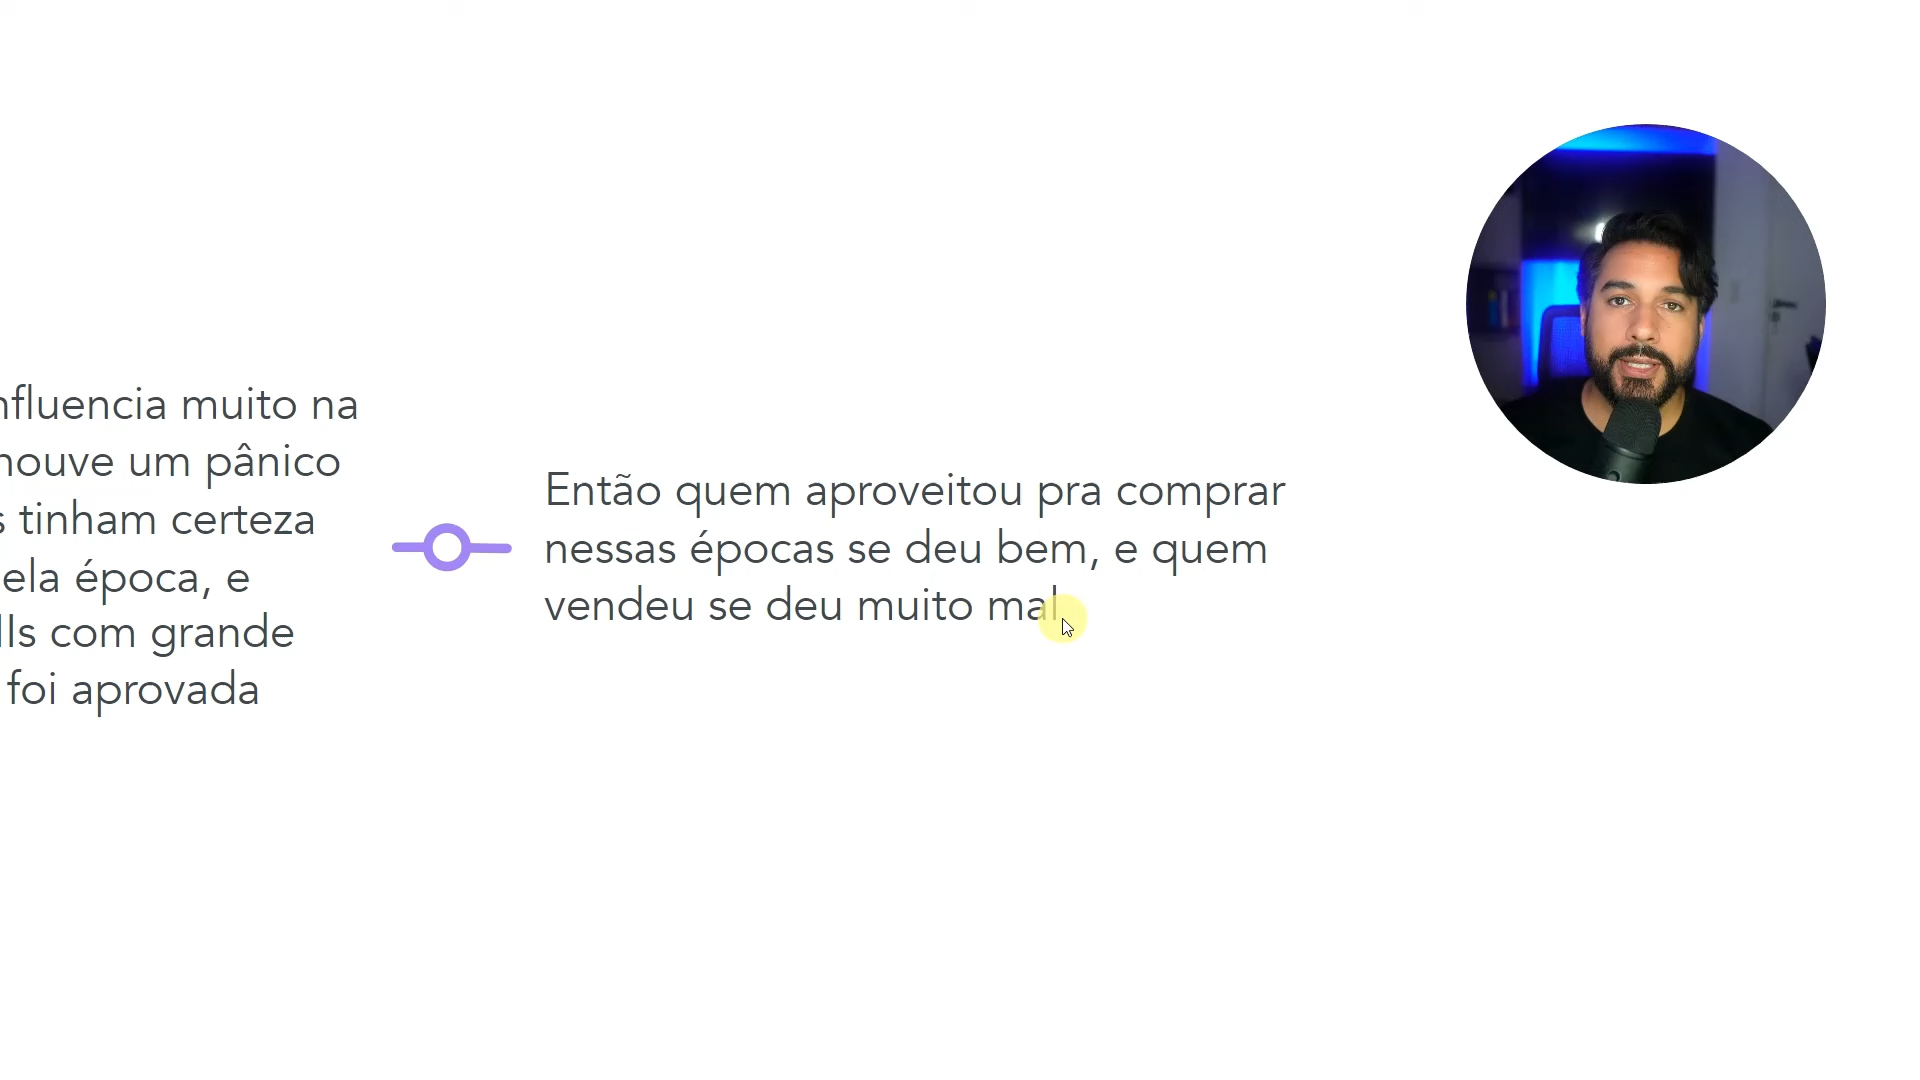 nfluencia muito na
houve um pânico
s tinham certeza
ela época, e
lls com grande
foi aprovada
Então quem aproveitou pra comprar
nessas épocas se deu bem, e quem
vendeu se deu muito mal